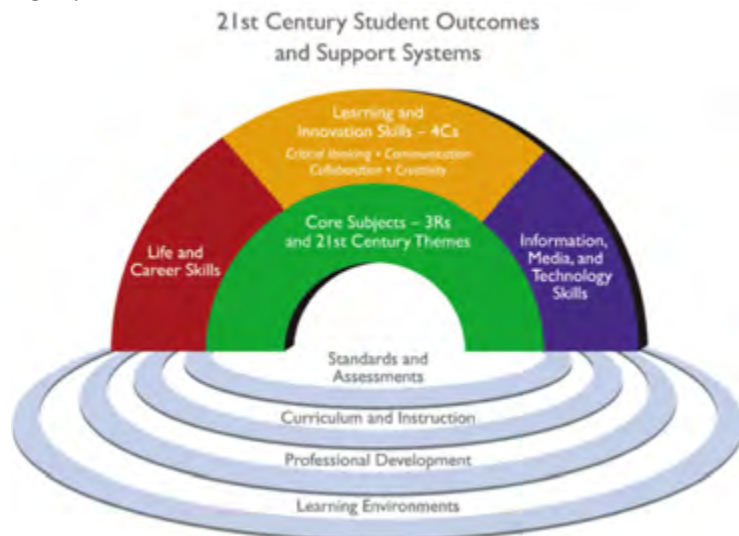 21st Century Student Outcomes
and Support Systems
Learning and
Innovation Skills – 4Cs
Critical thinking • Communication
Collaboration • Creativity
Core Subjects – 3Rs
and 21st Century Themes
Life and
Career Skills
Information,
Media, and
Technology
Skills
Standards and
Assessments
Curriculum and Instruction
Professional Development
Learning Environments